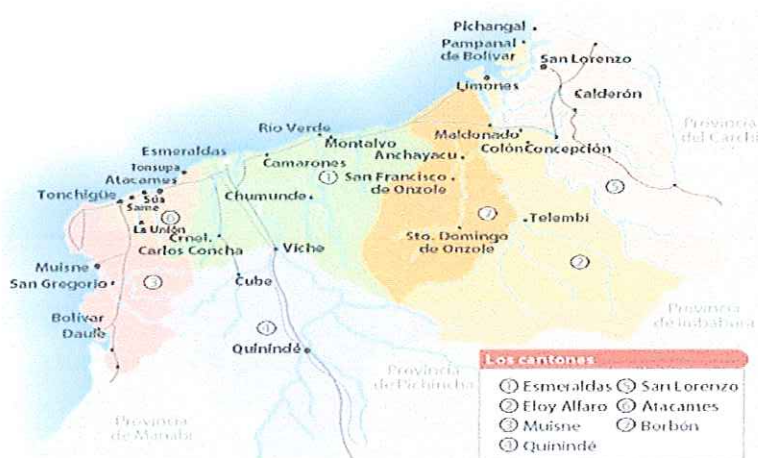 Pichangal
Pampanal
de Bolívar
San Lorenzo
Limones
Calderón
Provincia
del Carchi
Río Verde
Montalvo
Maldonado
Colón
Concepción
Esmeraldas
Tonsupa
Atacames
Súa
Same
Tonchigüe
Camarones
Anchayacu
① San Francisco
de Onzole
⑤
Chumunde
⑥
La Unión
Crnel.
Carlos Concha
⑦
Telembí
Sto. Domingo
de Onzole
Viche
②
Muisne
San Gregorio
③
Cube
Bolívar
Daule
④
Quinindé
Provincia
de Imbabura
Provincia
de Pichincha
Provincia
de Manabí
Los cantones
① Esmeraldas ⑤ San Lorenzo
② Eloy Alfaro ⑥ Atacames
③ Muisne ⑦ Borbón
④ Quinindé